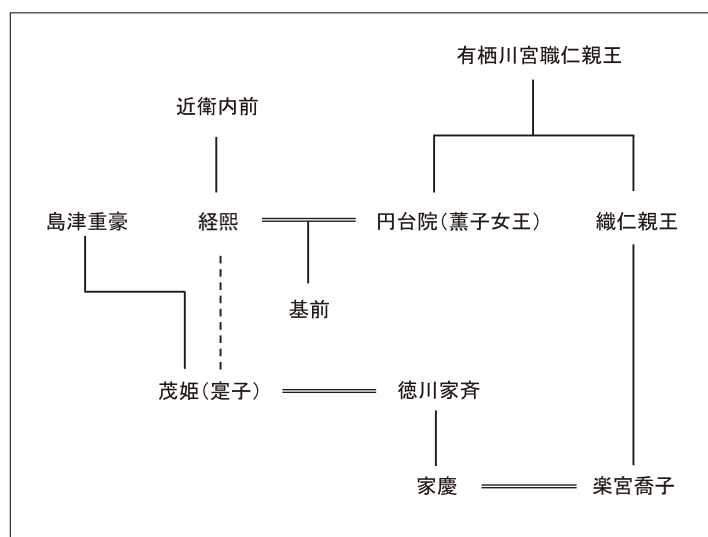 有栖川宮職仁親王
近衛内前
島津重豪
経熙
円台院（薫子女王）
織仁親王
基前
茂姫（寔子）
徳川家斉
家慶
楽宮喬子